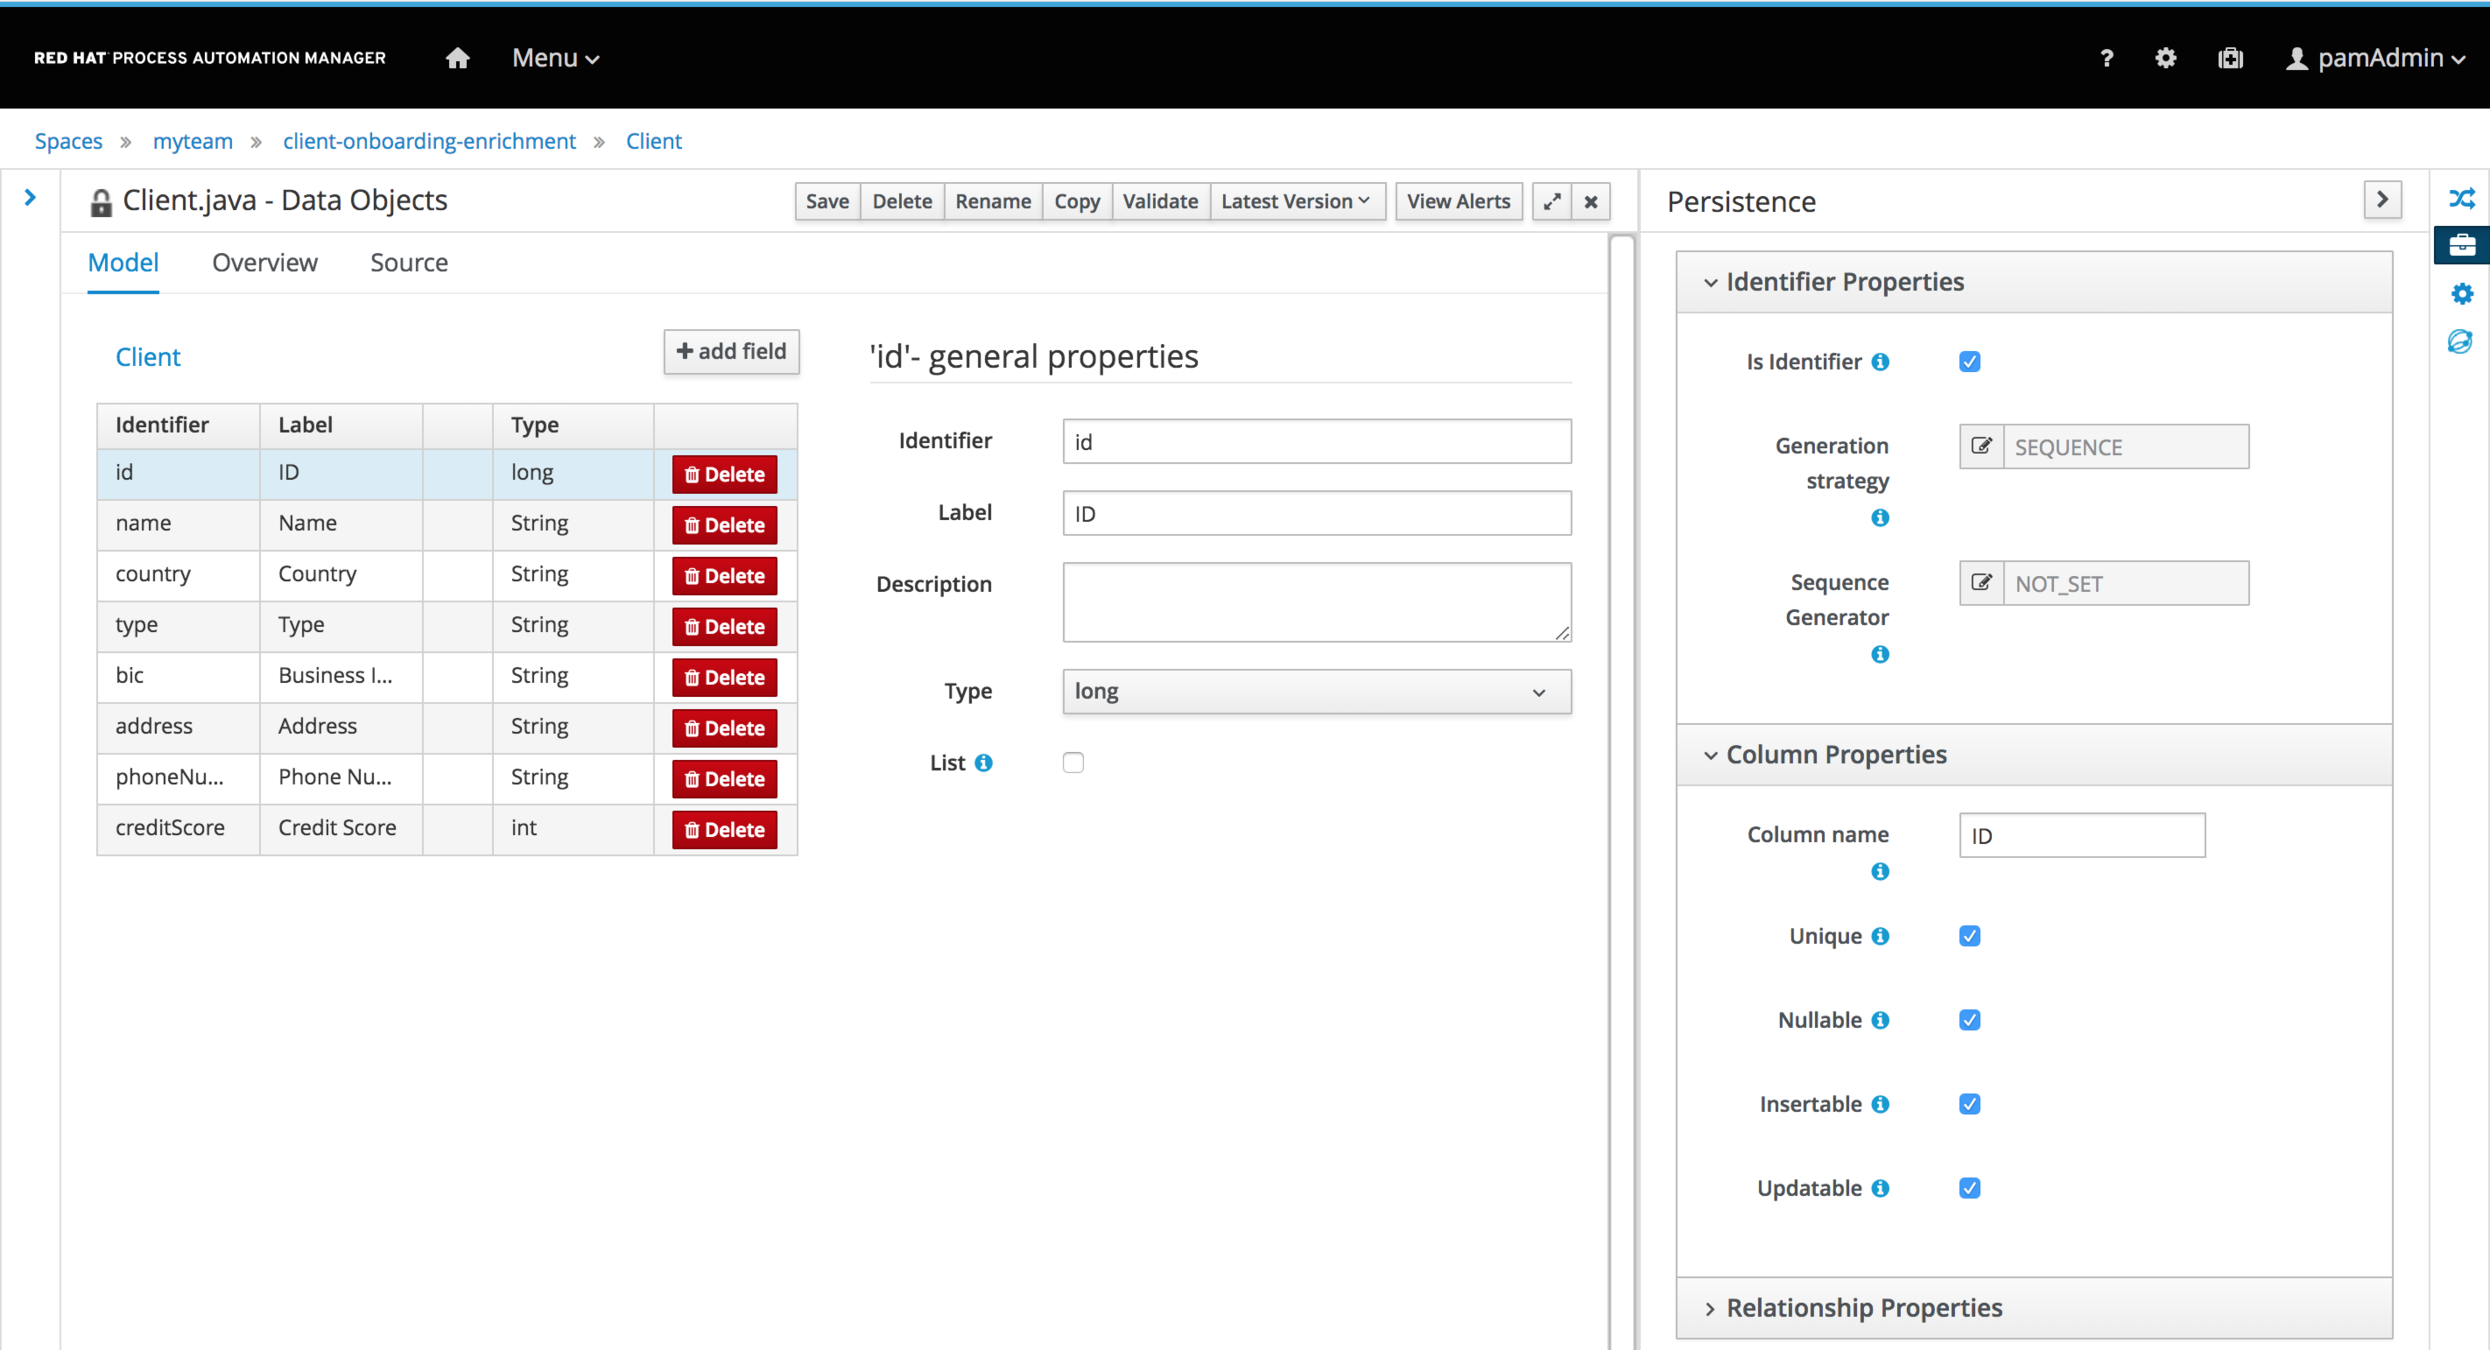 RED HAT PROCESS AUTOMATION MANAGER Menu ? pamAdmin
Spaces » myteam » client-onboarding-enrichment » Client
Client.java - Data Objects Save Delete Rename Copy Validate Latest Version View Alerts
Persistence
Model Overview Source
Client + add field
Identifier Label Type
id ID long Delete
name Name String Delete
country Country String Delete
type Type String Delete
bic Business I... String Delete
address Address String Delete
phoneNu... Phone Nu... String Delete
creditScore Credit Score int Delete
'id'- general properties
Identifier id
Label ID
Description
Type long
List
Identifier Properties
Is Identifier
Generation SEQUENCE
strategy
Sequence NOT_SET
Generator
Column Properties
Column name ID
Unique
Nullable
Insertable
Updatable
Relationship Properties